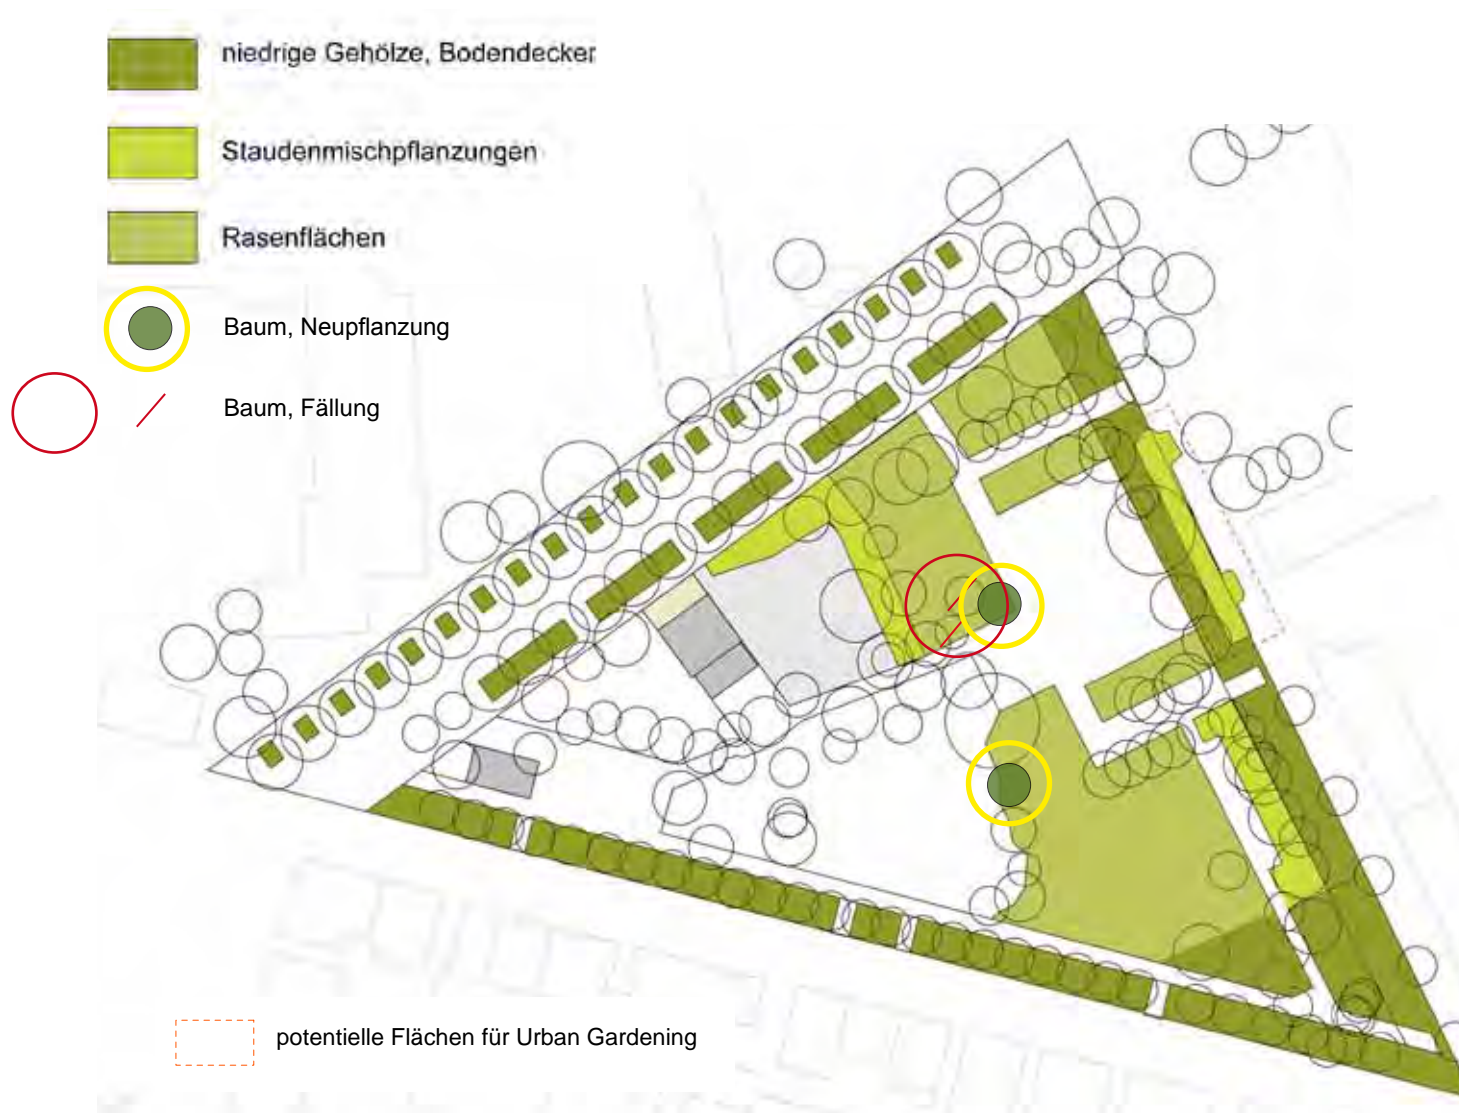 niedrige Gehölze, Bodendecker
Staudenmischpflanzungen
Rasenflächen
Baum, Neupflanzung
Baum, Fällung
potentielle Flächen für Urban Gardening